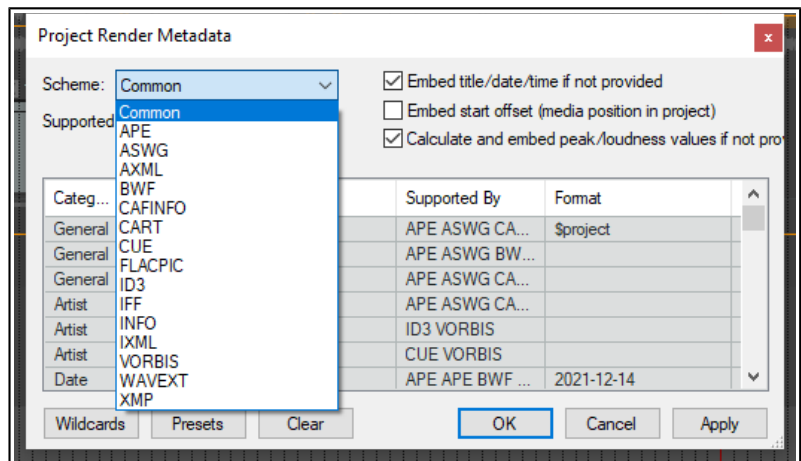 Project Render Metadata
x
Scheme: Common
Embed title/date/time if not provided
Embed start offset (media position in project)
Supported
Calculate and embed peak/loudness values if not pro
Common
APE
ASWG
AXML
BWF
CAFINFO
CART
CUE
FLACPIC
ID3
IFF
INFO
IXML
VORBIS
WAVEXT
XMP
Categ... Supported By Format
General APE ASWG CA... $project
General APE ASWG BW...
General APE ASWG CA...
Artist APE ASWG CA...
Artist ID3 VORBIS
Artist CUE VORBIS
Date APE APE BWF ... 2021-12-14
Wildcards Presets Clear OK Cancel Apply